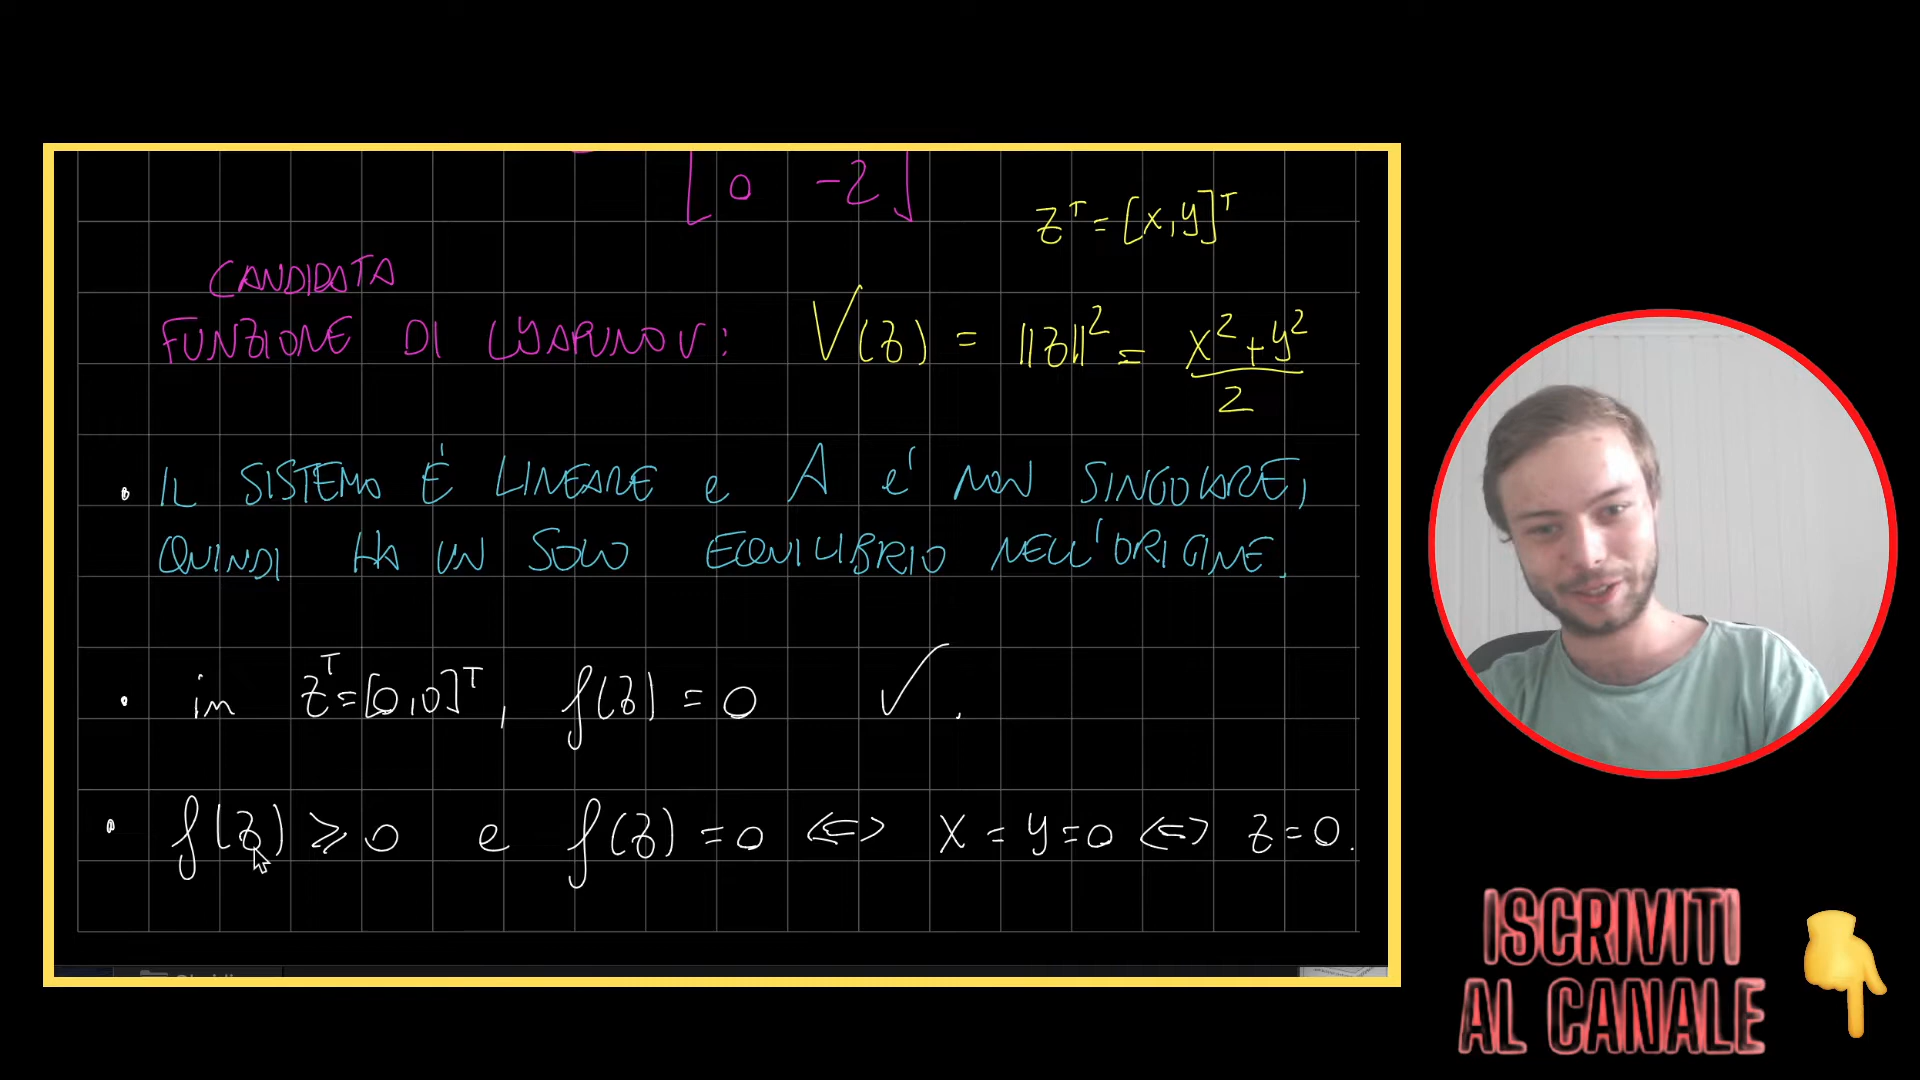 [0 -2]
z^T = [x,y]^T
CANDIDATA
FUNZIONE DI LYAPUNOV: V(z) = ||z||^2 = x^2+y^2
2
• IL SISTEMA É LINEARE e A e' NON SINGOLARE,
QUINDI HA UN SOLO EQUILIBRIO NELL'ORIGINE.
• in z^T=[0,0]^T, f(z) = 0 ✓.
• f(z) ⩾ 0 e f(z) = 0 <=> x = y = 0 <=> z = 0.
ISCRIVITI
AL CANALE